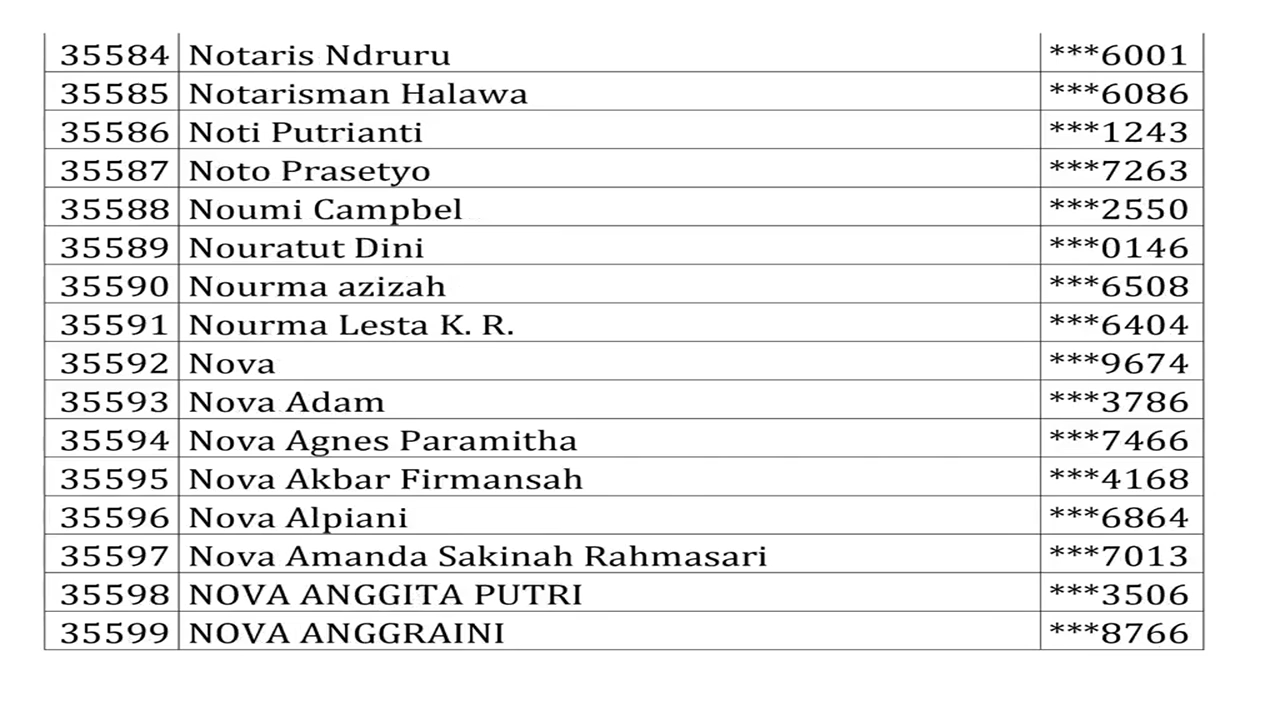 35584 Notaris Ndruru ***6001
35585 Notarisman Halawa ***6086
35586 Noti Putrianti ***1243
35587 Noto Prasetyo ***7263
35588 Noumi Campbel ***2550
35589 Nouratut Dini ***0146
35590 Nourma azizah ***6508
35591 Nourma Lesta K. R. ***6404
35592 Nova ***9674
35593 Nova Adam ***3786
35594 Nova Agnes Paramitha ***7466
35595 Nova Akbar Firmansah ***4168
35596 Nova Alpiani ***6864
35597 Nova Amanda Sakinah Rahmasari ***7013
35598 NOVA ANGGITA PUTRI ***3506
35599 NOVA ANGGRAINI ***8766